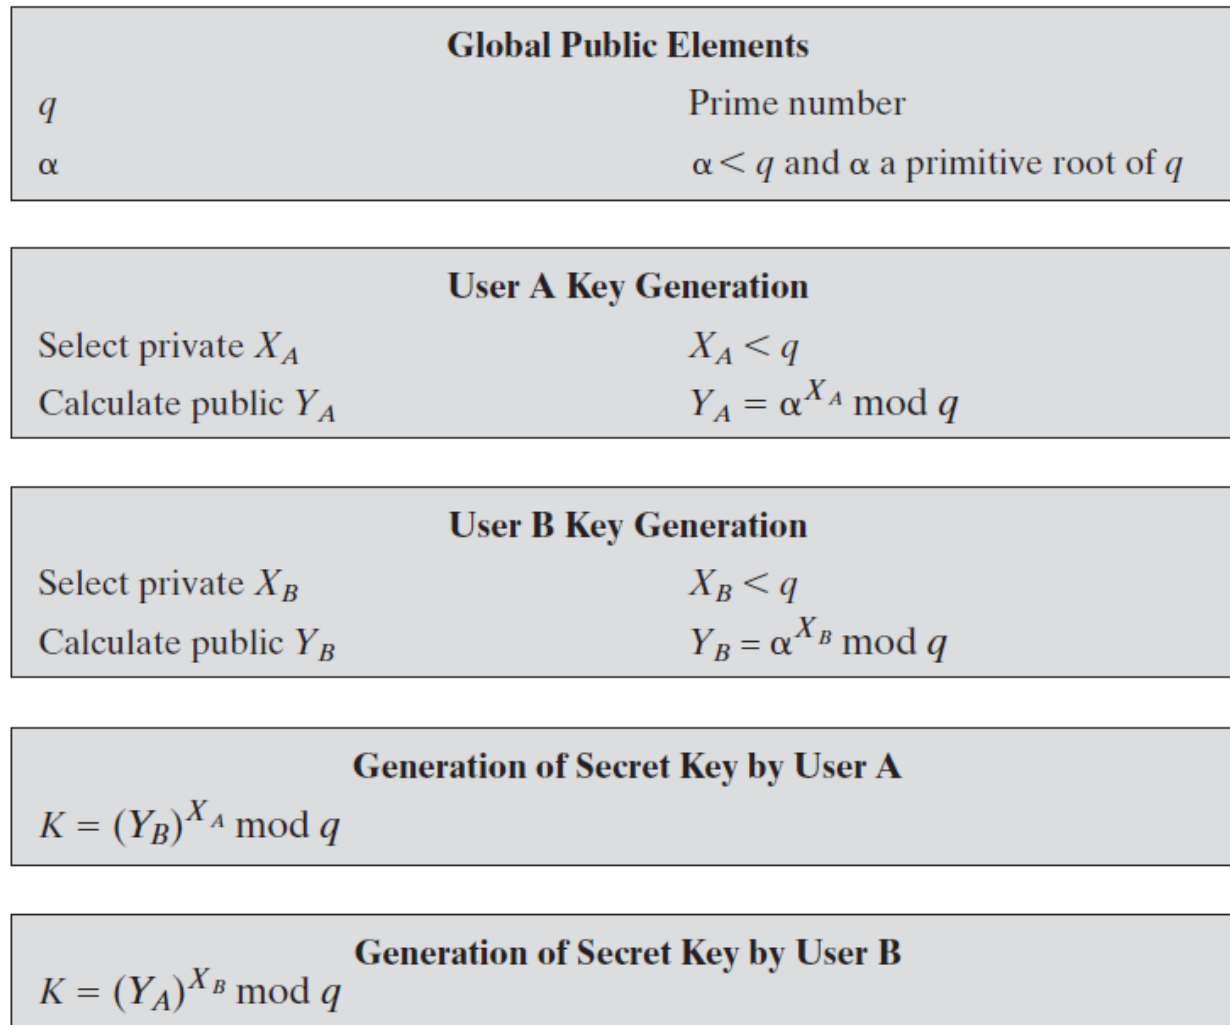 Global Public Elements
q Prime number
α α < q and α a primitive root of q
User A Key Generation
Select private X_A X_A < q
Calculate public Y_A Y_A = α^{X_A} mod q
User B Key Generation
Select private X_B X_B < q
Calculate public Y_B Y_B = α^{X_B} mod q
Generation of Secret Key by User A
K = (Y_B)^{X_A} mod q
Generation of Secret Key by User B
K = (Y_A)^{X_B} mod q